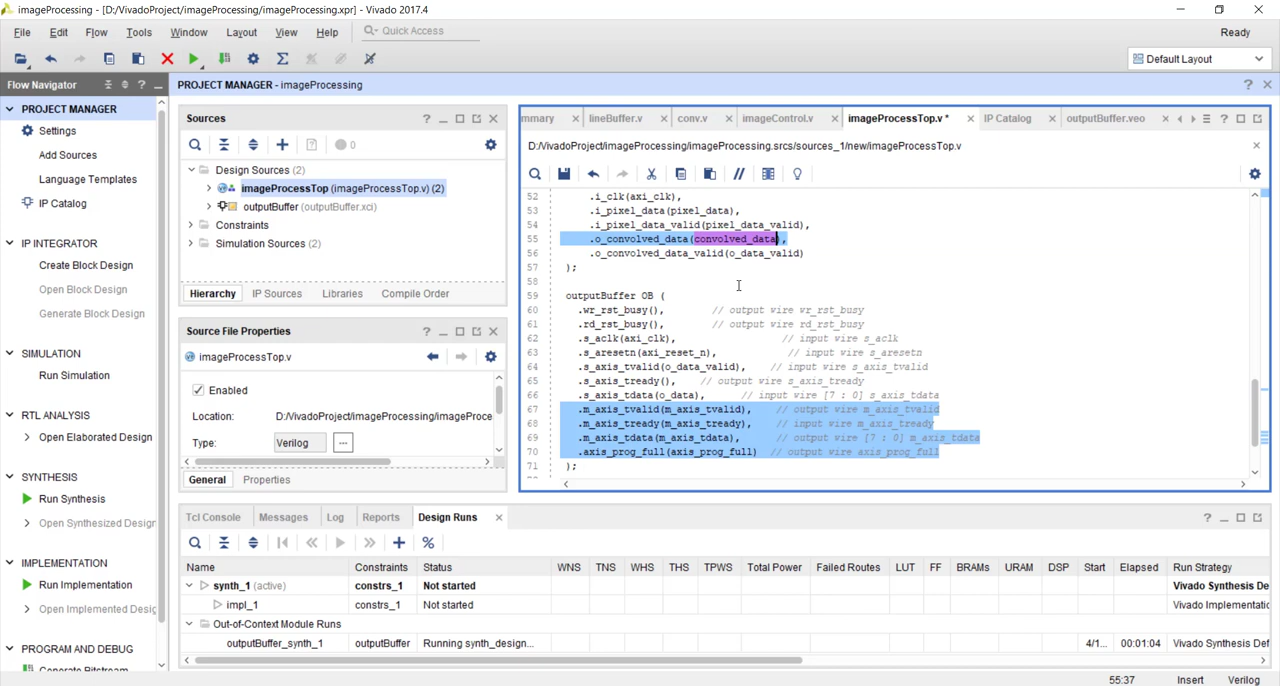 imageProcessing - [D:/VivadoProject/imageProcessing/imageProcessing.xpr] - Vivado 2017.4
File Edit Flow Tools Window Layout View Help Quick Access Ready
Default Layout
Flow Navigator
PROJECT MANAGER - imageProcessing
PROJECT MANAGER
Settings
Add Sources
Language Templates
IP Catalog
IP INTEGRATOR
Create Block Design
Open Block Design
Generate Block Design
SIMULATION
Run Simulation
RTL ANALYSIS
Open Elaborated Design
SYNTHESIS
Run Synthesis
Open Synthesized Design
IMPLEMENTATION
Run Implementation
Open Implemented Desig
PROGRAM AND DEBUG
Generate Bitstream
Sources
0
Design Sources (2)
imageProcessTop (imageProcessTop.v) (2)
outputBuffer (outputBuffer.xci)
Constraints
Simulation Sources (2)
Hierarchy IP Sources Libraries Compile Order
Source File Properties
imageProcessTop.v
Enabled
Location: D:/VivadoProject/imageProcessing/imageProce
Type: Verilog
General Properties
mmary lineBuffer.v conv.v imageControl.v imageProcessTop.v * IP Catalog outputBuffer.veo
D:/VivadoProject/imageProcessing/imageProcessing.srcs/sources_1/new/imageProcessTop.v
52 .i_clk(axi_clk),
53 .i_pixel_data(pixel_data),
54 .i_pixel_data_valid(pixel_data_valid),
55 .o_convolved_data(convolved_data),
56 .o_convolved_data_valid(o_data_valid)
57 );
58
59 outputBuffer OB (
60 .wr_rst_busy(), // output wire wr_rst_busy
61 .rd_rst_busy(), // output wire rd_rst_busy
62 .s_aclk(axi_clk), // input wire s_aclk
63 .s_aresetn(axi_reset_n), // input wire s_aresetn
64 .s_axis_tvalid(o_data_valid), // input wire s_axis_tvalid
65 .s_axis_tready(), // output wire s_axis_tready
66 .s_axis_tdata(o_data), // input wire [7 : 0] s_axis_tdata
67 .m_axis_tvalid(m_axis_tvalid), // output wire m_axis_tvalid
68 .m_axis_tready(m_axis_tready), // input wire m_axis_tready
69 .m_axis_tdata(m_axis_tdata), // output wire [7 : 0] m_axis_tdata
70 .axis_prog_full(axis_prog_full) // output wire axis_prog_full
71 );
Tcl Console Messages Log Reports Design Runs
Name Constraints Status WNS TNS WHS THS TPWS Total Power Failed Routes LUT FF BRAMs URAM DSP Start Elapsed Run Strategy
synth_1 (active) constrs_1 Not started Vivado Synthesis De
impl_1 constrs_1 Not started Vivado Implementatic
Out-of-Context Module Runs
outputBuffer_synth_1 outputBuffer Running synth_design... 4/1... 00:01:04 Vivado Synthesis Def
55:37 Insert Verilog